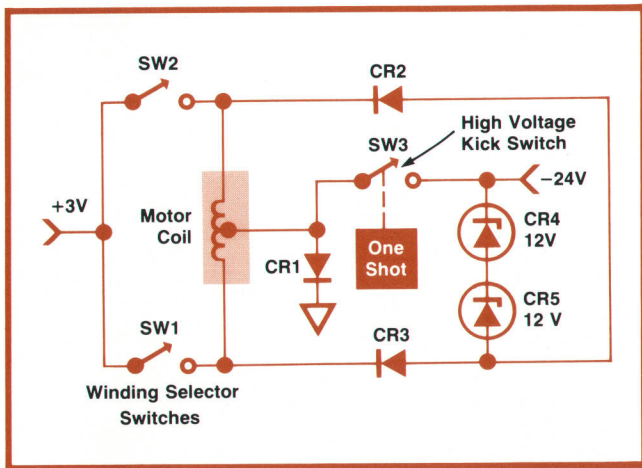 SW2
CR2
High Voltage
Kick Switch
SW3
+3V
−24V
Motor
Coil
CR4
12V
CR1
One
Shot
CR5
12 V
SW1
CR3
Winding Selector
Switches